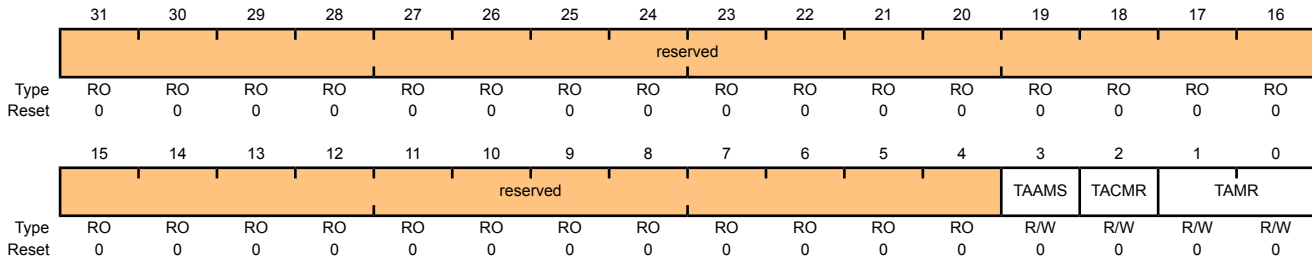 31 30 29 28 27 26 25 24 23 22 21 20 19 18 17 16
reserved
Type RO RO RO RO RO RO RO RO RO RO RO RO RO RO RO RO
Reset 0 0 0 0 0 0 0 0 0 0 0 0 0 0 0 0
15 14 13 12 11 10 9 8 7 6 5 4 3 2 1 0
reserved TAAMS TACMR TAMR
Type RO RO RO RO RO RO RO RO RO RO RO RO R/W R/W R/W R/W
Reset 0 0 0 0 0 0 0 0 0 0 0 0 0 0 0 0